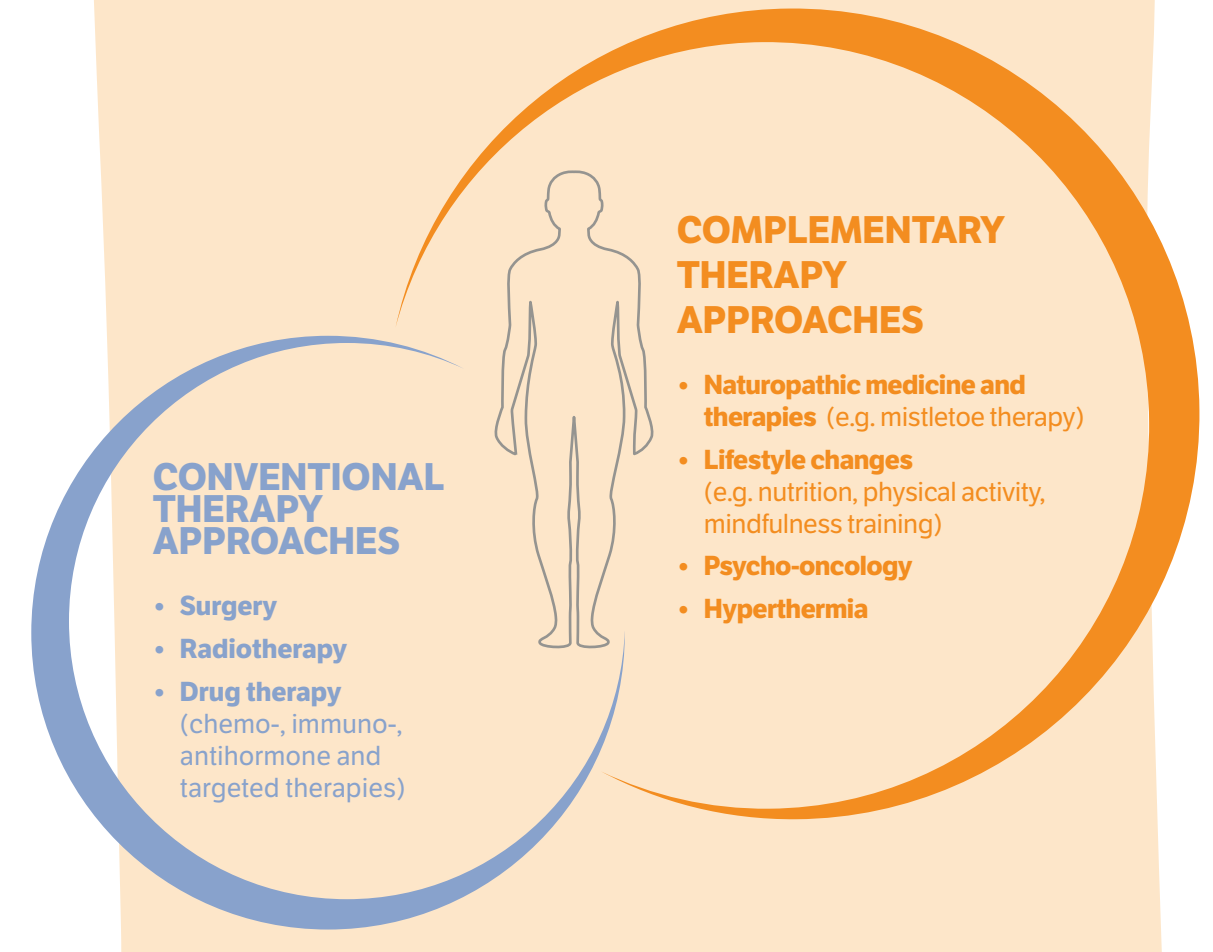 COMPLEMENTARY
THERAPY
APPROACHES
• Naturopathic medicine and
therapies (e.g. mistletoe therapy)
• Lifestyle changes
(e.g. nutrition, physical activity,
mindfulness training)
• Psycho-oncology
• Hyperthermia
CONVENTIONAL
THERAPY
APPROACHES
• Surgery
• Radiotherapy
• Drug therapy
(chemo-, immuno-,
antihormone and
targeted therapies)